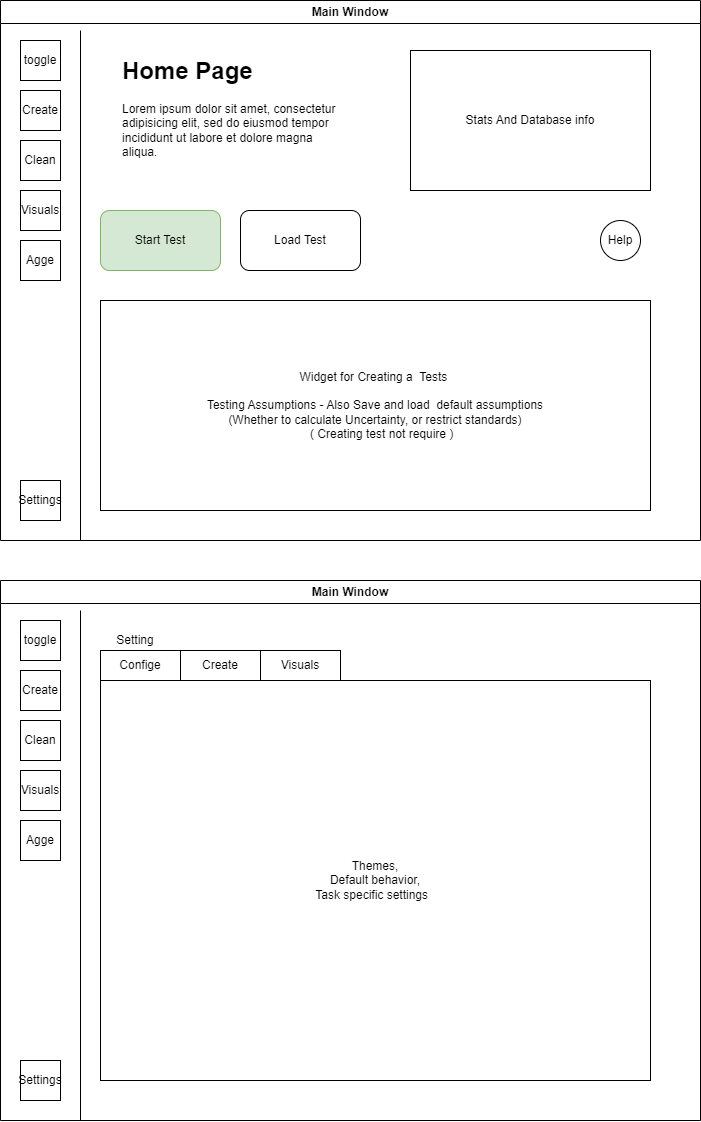 Main Window
toggle
Create
Clean
Visuals
Agge
Settings
Home Page
Lorem ipsum dolor sit amet, consectetur
adipisicing elit, sed do eiusmod tempor
incididunt ut labore et dolore magna
aliqua.
Stats And Database info
Start Test
Load Test
Help
Widget for Creating a Tests
Testing Assumptions - Also Save and load default assumptions
(Whether to calculate Uncertainty, or restrict standards)
( Creating test not require )
Main Window
toggle
Create
Clean
Visuals
Agge
Settings
Setting
Confige
Create
Visuals
Themes,
Default behavior,
Task specific settings